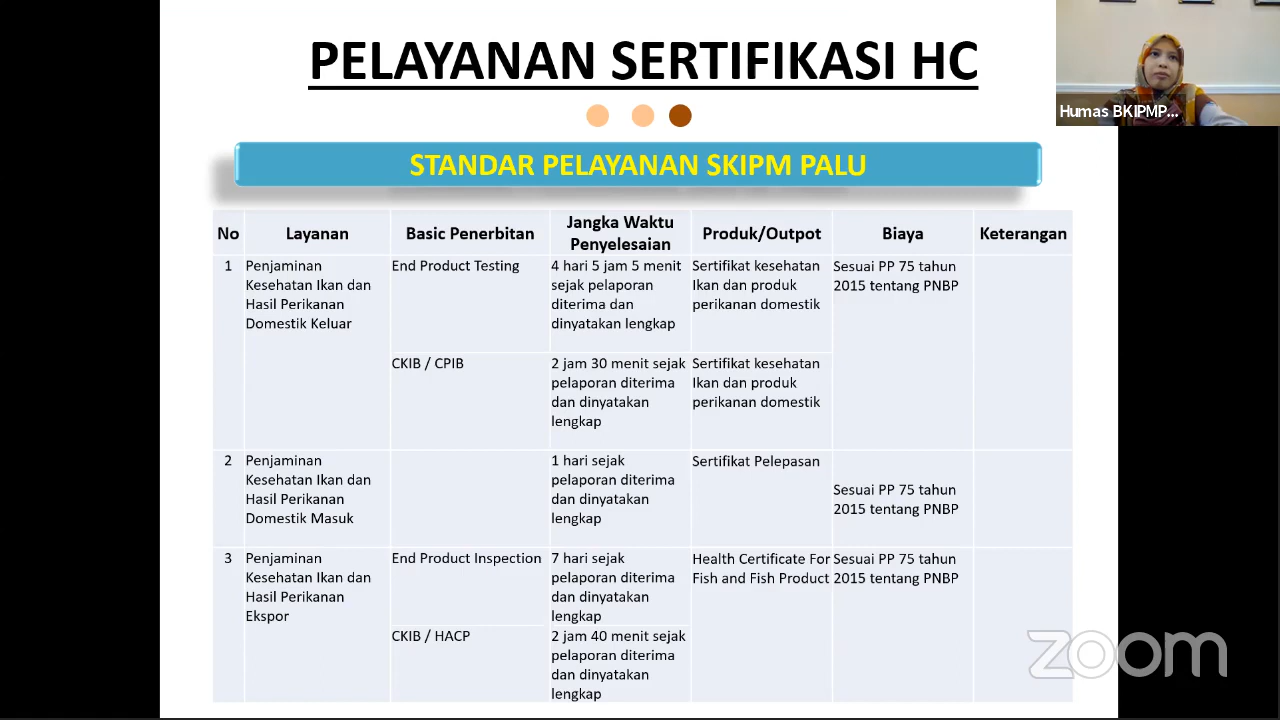 PELAYANAN SERTIFIKASI HC
Humas BKIPMP...
STANDAR PELAYANAN SKIPM PALU
No
Layanan
Basic Penerbitan
Jangka Waktu
Penyelesaian
Produk/Outpot
Biaya
Keterangan
1
Penjaminan
Kesehatan Ikan dan
Hasil Perikanan
Domestik Keluar
End Product Testing
4 hari 5 jam 5 menit
sejak pelaporan
diterima dan
dinyatakan lengkap
Sertifikat kesehatan
Ikan dan produk
perikanan domestik
Sesuai PP 75 tahun
2015 tentang PNBP
CKIB / CPIB
2 jam 30 menit sejak
pelaporan diterima
dan dinyatakan
lengkap
Sertifikat kesehatan
Ikan dan produk
perikanan domestik
2
Penjaminan
Kesehatan Ikan dan
Hasil Perikanan
Domestik Masuk
1 hari sejak
pelaporan diterima
dan dinyatakan
lengkap
Sertifikat Pelepasan
Sesuai PP 75 tahun
2015 tentang PNBP
3
Penjaminan
Kesehatan Ikan dan
Hasil Perikanan
Ekspor
End Product Inspection
7 hari sejak
pelaporan diterima
dan dinyatakan
lengkap
Health Certificate For
Fish and Fish Product
Sesuai PP 75 tahun
2015 tentang PNBP
CKIB / HACP
2 jam 40 menit sejak
pelaporan diterima
dan dinyatakan
lengkap
zoom